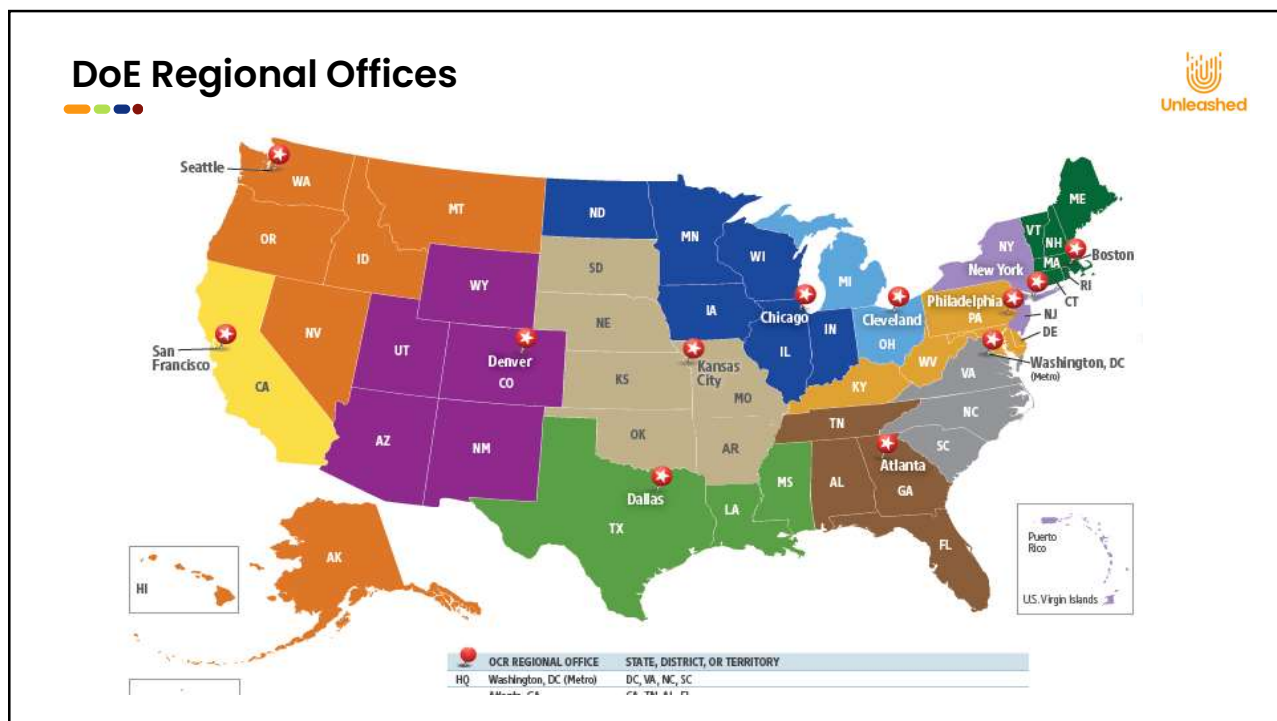 DoE Regional Offices
Unleashed
Seattle
WA
MT
ND
MN
ME
VT
NH
OR
ID
WI
NY
MA
Boston
SD
MI
New York
RI
WY
CT
IA
Chicago
Cleveland
Philadelphia
PA
NJ
NE
IN
OH
DE
NV
UT
San
Francisco
Denver
CO
Kansas
City
IL
WV
VA
Washington, DC
(Metro)
CA
KS
MO
KY
NC
AZ
NM
OK
AR
TN
SC
Atlanta
Dallas
MS
AL
GA
TX
LA
FL
AK
HI
Puerto
Rico
U.S. Virgin Islands
OCR REGIONAL OFFICE STATE, DISTRICT, OR TERRITORY
HQ Washington, DC (Metro) DC, VA, NC, SC